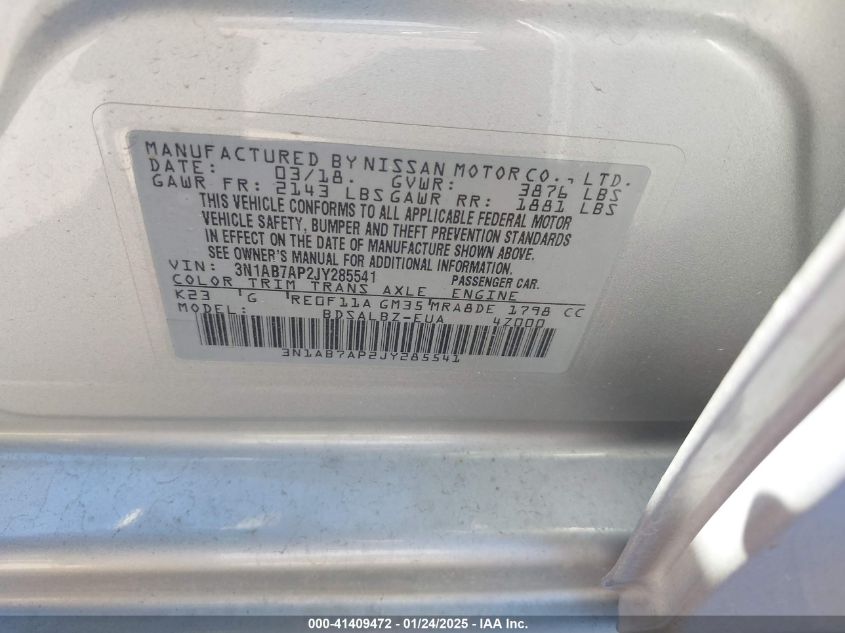 MANUFACTURED BY NISSAN MOTOR CO., LTD.
DATE: 03/18. GVWR: 3876 LBS
GAWR FR: 2143 LBS GAWR RR: 1881 LBS
THIS VEHICLE CONFORMS TO ALL APPLICABLE FEDERAL MOTOR
VEHICLE SAFETY, BUMPER AND THEFT PREVENTION STANDARDS
IN EFFECT ON THE DATE OF MANUFACTURE SHOWN ABOVE.
SEE OWNER'S MANUAL FOR ADDITIONAL INFORMATION.
VIN: 3N1AB7AP2JY285541 PASSENGER CAR.
COLOR TRIM TRANS AXLE ENGINE
K23 G RE0F11A GM35 MRA8DE 1798 CC
MODEL: BDSALBZ-EUA 47000
3N1AB7AP2JY285541
000-41409472 - 01/24/2025 - IAA Inc.